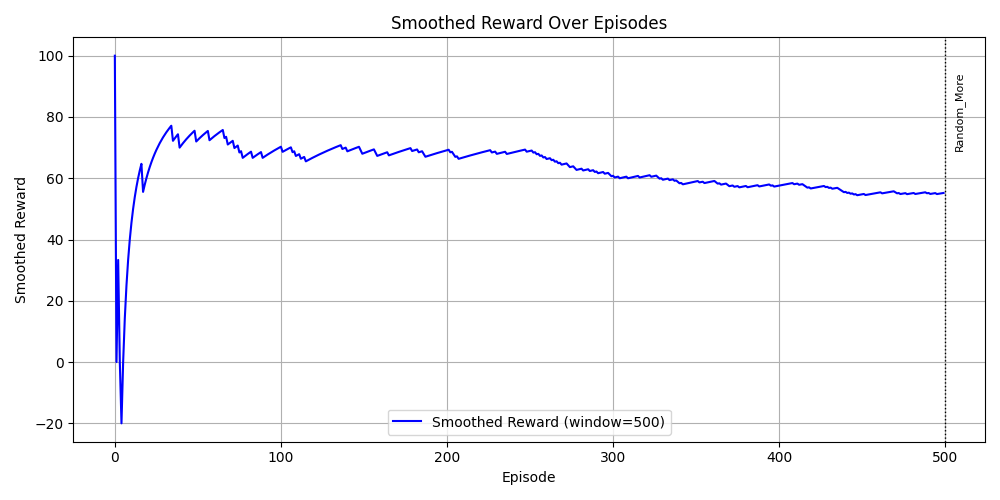 Smoothed Reward Over Episodes
Smoothed Reward
100
80
60
40
20
0
−20
Random_More
Smoothed Reward (window=500)
0 100 200 300 400 500
Episode